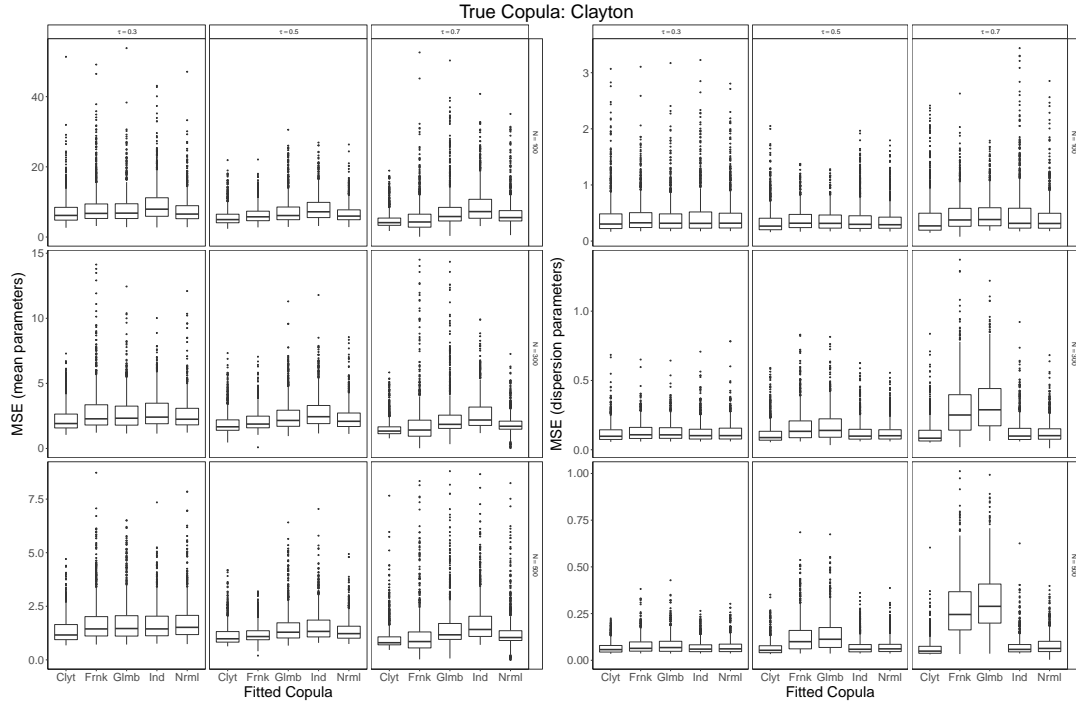 True Copula: Clayton
τ = 0.3 τ = 0.5 τ = 0.7
τ = 0.3 τ = 0.5 τ = 0.7
MSE (mean parameters)
40
20
0
N = 100
15
10
5
0
N = 300
7.5
5.0
2.5
0.0
Clyt Frnk Glmb Ind Nrml Clyt Frnk Glmb Ind Nrml Clyt Frnk Glmb Ind Nrml
Fitted Copula
MSE (dispersion parameters)
3
2
1
0
N = 100
1.0
0.5
0.0
N = 300
1.00
0.75
0.50
0.25
0.00
Clyt Frnk Glmb Ind Nrml Clyt Frnk Glmb Ind Nrml Clyt Frnk Glmb Ind Nrml
Fitted Copula